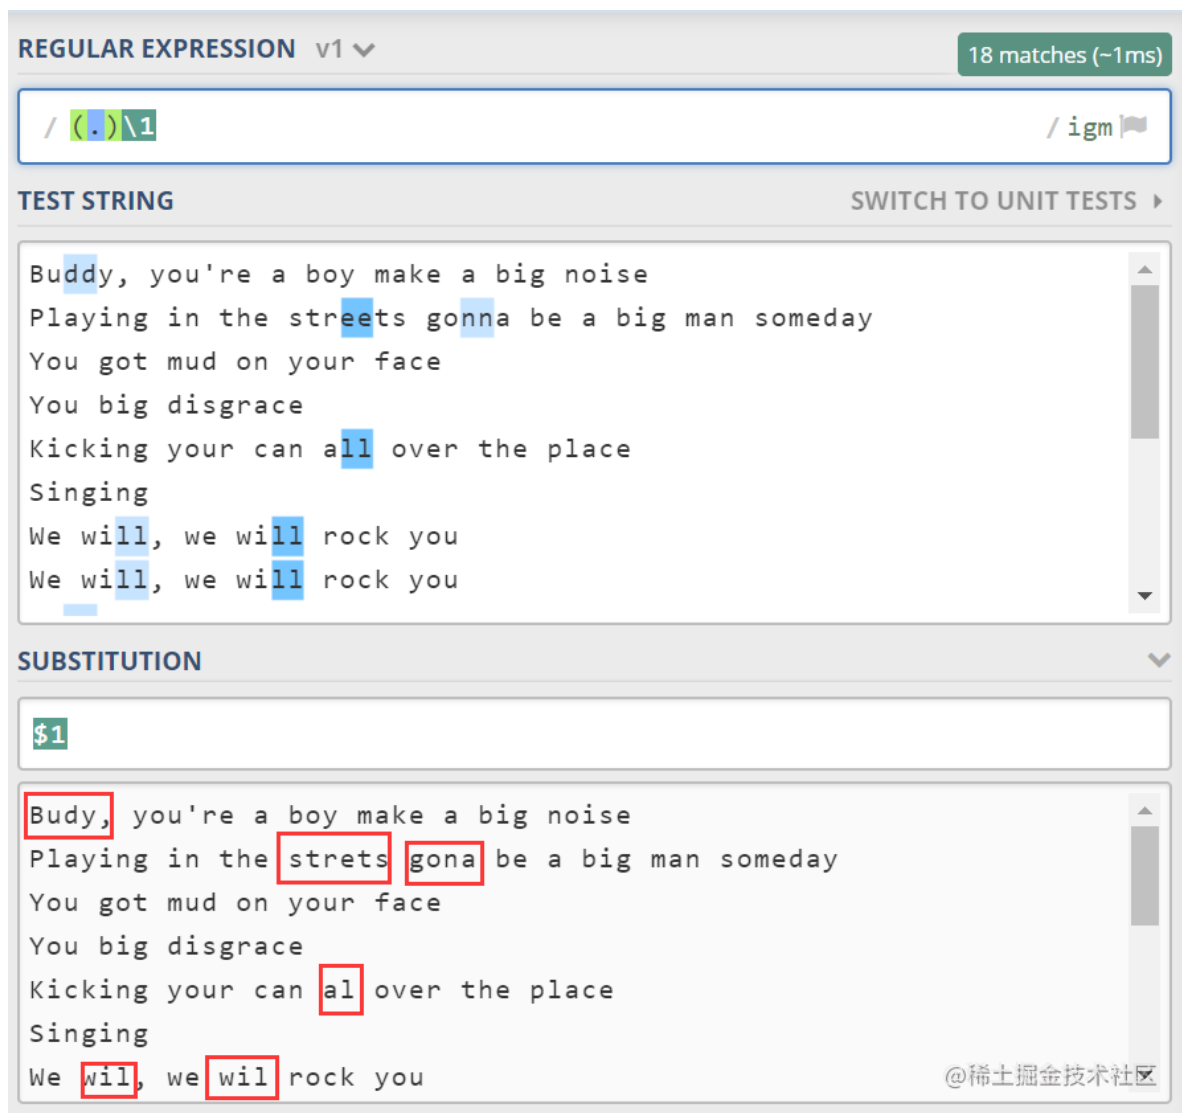 REGULAR EXPRESSION v1
18 matches (~1ms)
/ (.)\1 / igm
TEST STRING
SWITCH TO UNIT TESTS
Buddy, you're a boy make a big noise
Playing in the streets gonna be a big man someday
You got mud on your face
You big disgrace
Kicking your can all over the place
Singing
We will, we will rock you
We will, we will rock you
SUBSTITUTION
$1
Budy, you're a boy make a big noise
Playing in the strets gona be a big man someday
You got mud on your face
You big disgrace
Kicking your can al over the place
Singing
We wil, we wil rock you
@稀土掘金技术社区